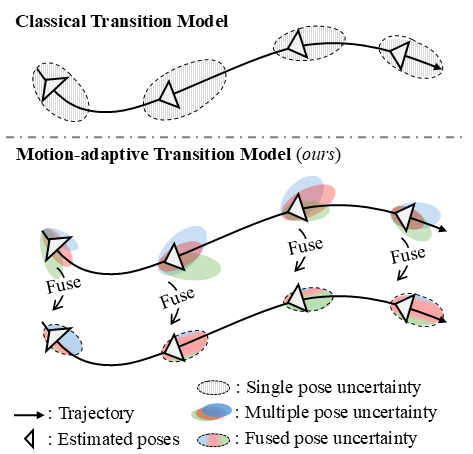 Classical Transition Model
Motion-adaptive Transition Model (ours)
Fuse
Fuse
Fuse
Fuse
: Single pose uncertainty
: Trajectory
: Multiple pose uncertainty
: Estimated poses
: Fused pose uncertainty